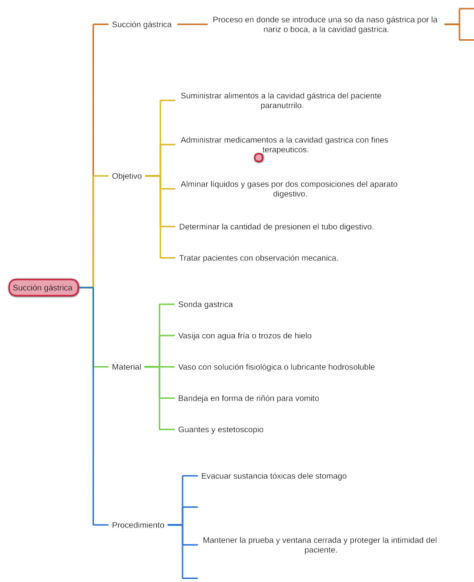 Succión gástrica
Proceso en donde se introduce una so da naso gástrica por la
nariz o boca, a la cavidad gastrica.
Suministrar alimentos a la cavidad gástrica del paciente
paranutrrilo.
Administrar medicamentos a la cavidad gastrica con fines
terapeuticos.
Objetivo
Alminar liquidos y gases por dos composiciones del aparato
digestivo.
Determinar la cantidad de presionen el tubo digestivo.
Tratar pacientes con observación mecanica.
Succión gástrica
Sonda gastrica
Vasija con agua fría o trozos de hielo
Material
Vaso con solución fisiológica o lubricante hodrosoluble
Bandeja en forma de riñón para vomito
Guantes y estetoscopio
Evacuar sustancia tóxicas dele stomago
Procedimiento
Mantener la prueba y ventana cerrada y proteger la intimidad del
paciente.